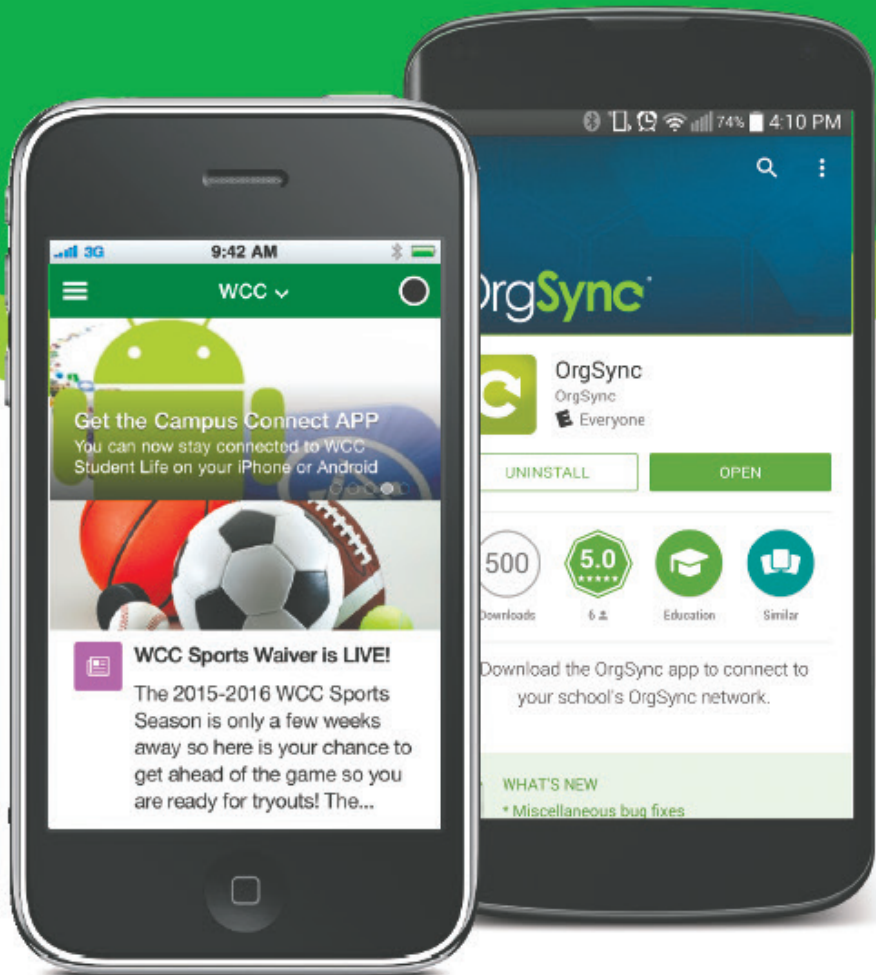 3G 9:42 AM
WCC
Get the Campus Connect APP
You can now stay connected to WCC
Student Life on your iPhone or Android
WCC Sports Waiver is LIVE!
The 2015-2016 WCC Sports
Season is only a few weeks
away so here is your chance to
get ahead of the game so you
are ready for tryouts! The...
74% 4:10 PM
OrgSync
OrgSync
OrgSync
Everyone
UNINSTALL
OPEN
500
Downloads
5.0
6
Education
Similar
Download the OrgSync app to connect to
your school's OrgSync network.
WHAT'S NEW
* Miscellaneous bug fixes